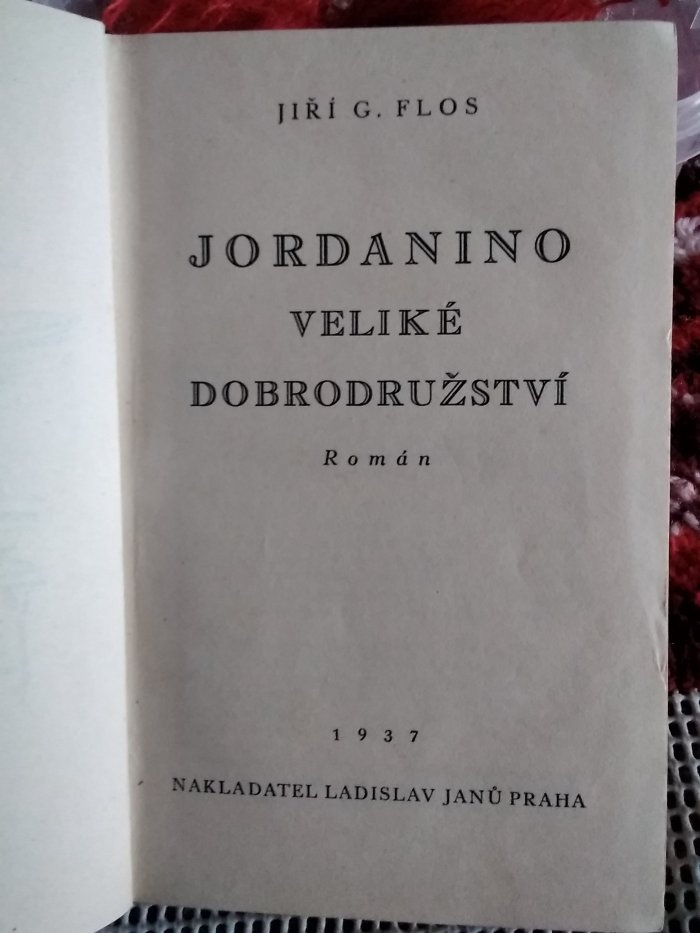 JIŘÍ G. FLOS
JORDANINO
VELIKÉ
DOBRODRUŽSTVÍ
Román
1937
NAKLADATEL LADISLAV JANŮ PRAHA